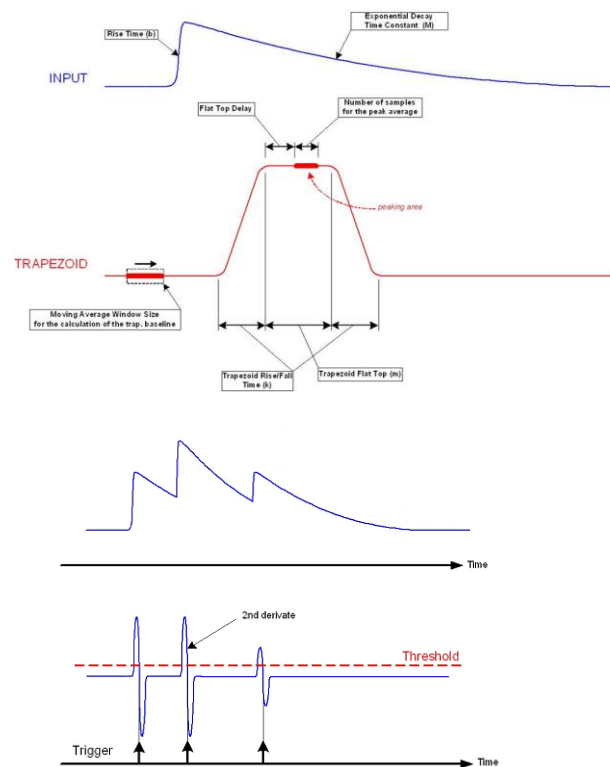 Exponential Decay
Time Constant (M)
Rise Time (b)
INPUT
Number of samples
for the peak average
Flat Top Delay
peaking area
TRAPEZOID
Moving Average Window Size
for the calculation of the trap. baseline
Trapezoid Rise/Fall
Time (k)
Trapezoid Flat Top (m)
Time
2nd derivate
Threshold
Trigger
Time